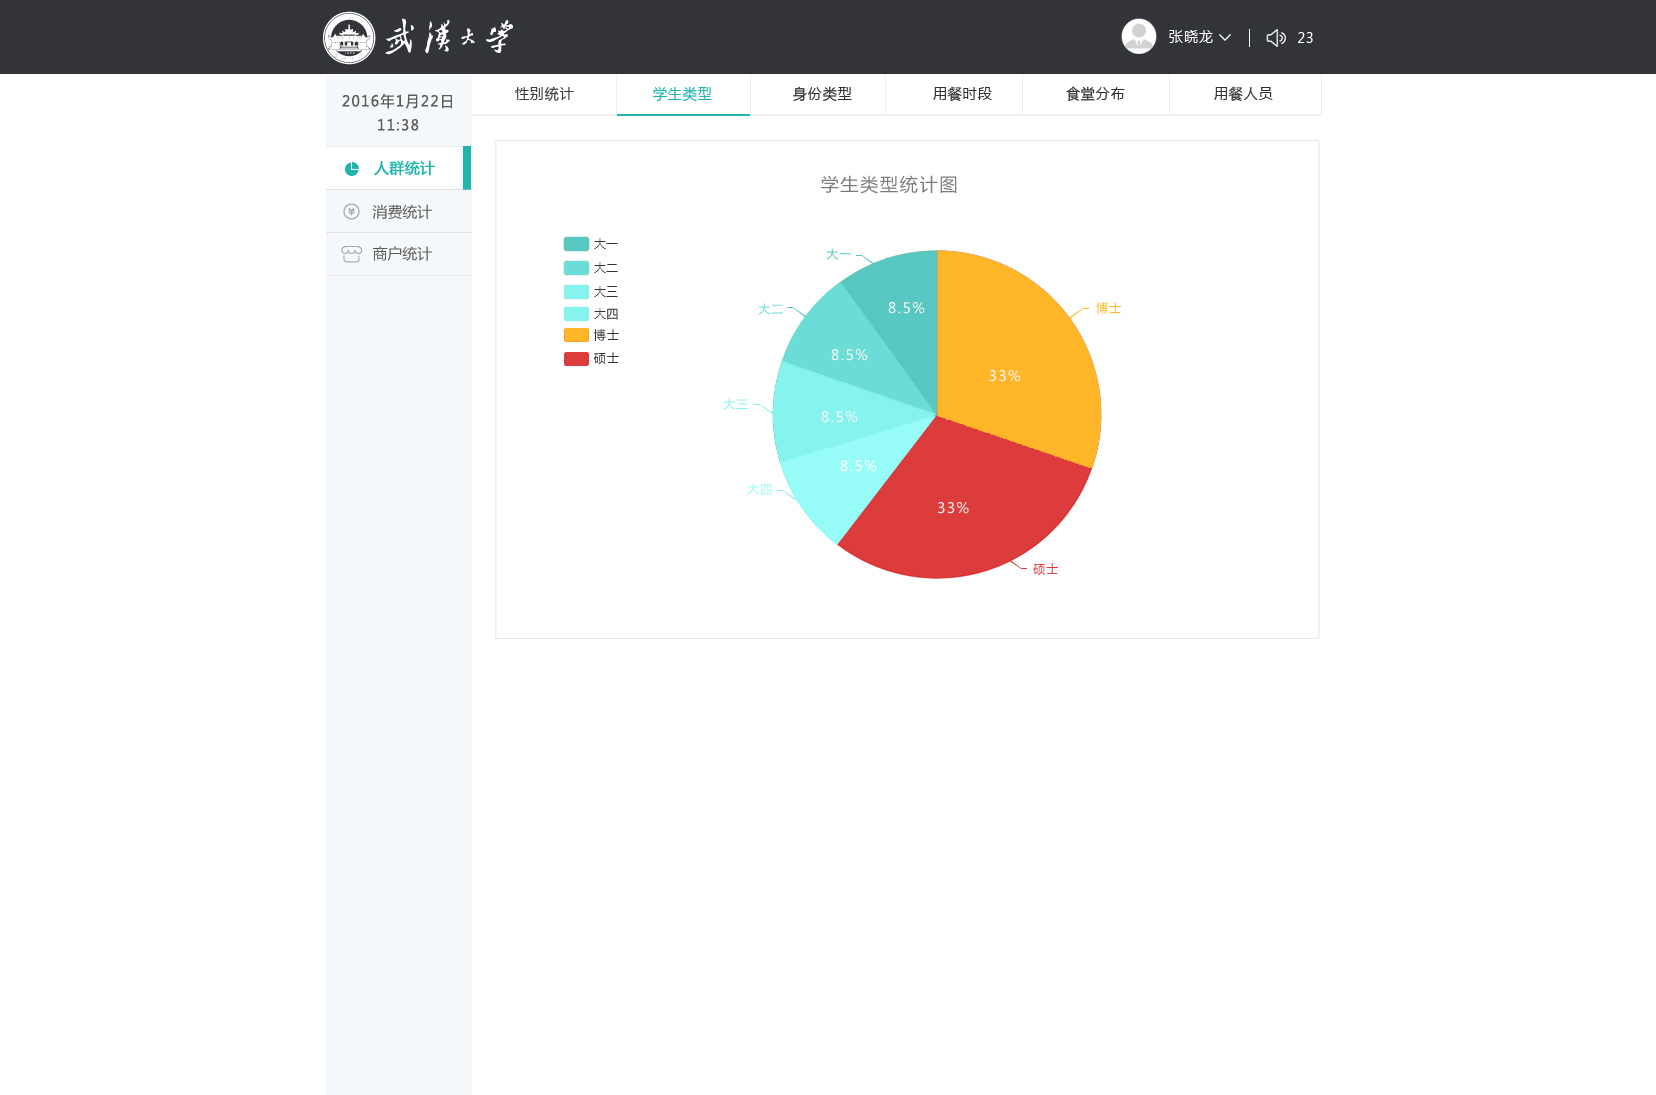 武漢大學
张晓龙
23
2016年1月22日
11:38
性别统计
学生类型
身份类型
用餐时段
食堂分布
用餐人员
人群统计
消费统计
商户统计
学生类型统计图
大一
大二
大三
大四
博士
硕士
大一
8.5%
大二
8.5%
博士
33%
大三
8.5%
8.5%
大四
33%
硕士